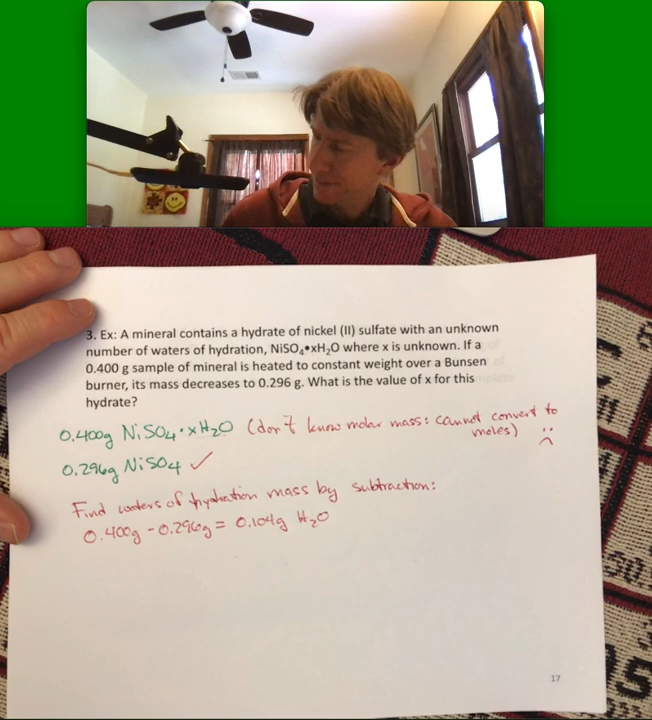 3. Ex: A mineral contains a hydrate of nickel (II) sulfate with an unknown
number of waters of hydration, NiSO₄•xH₂O where x is unknown. If a
0.400 g sample of mineral is heated to constant weight over a Bunsen
burner, its mass decreases to 0.296 g. What is the value of x for this
hydrate?
0.400g NiSO₄·xH₂O (don't know molar mass: cannot convert to
moles) :(
0.296g NiSO₄ ✓
Find waters of hydration mass by subtraction:
0.400g - 0.296g = 0.104g H₂O
17